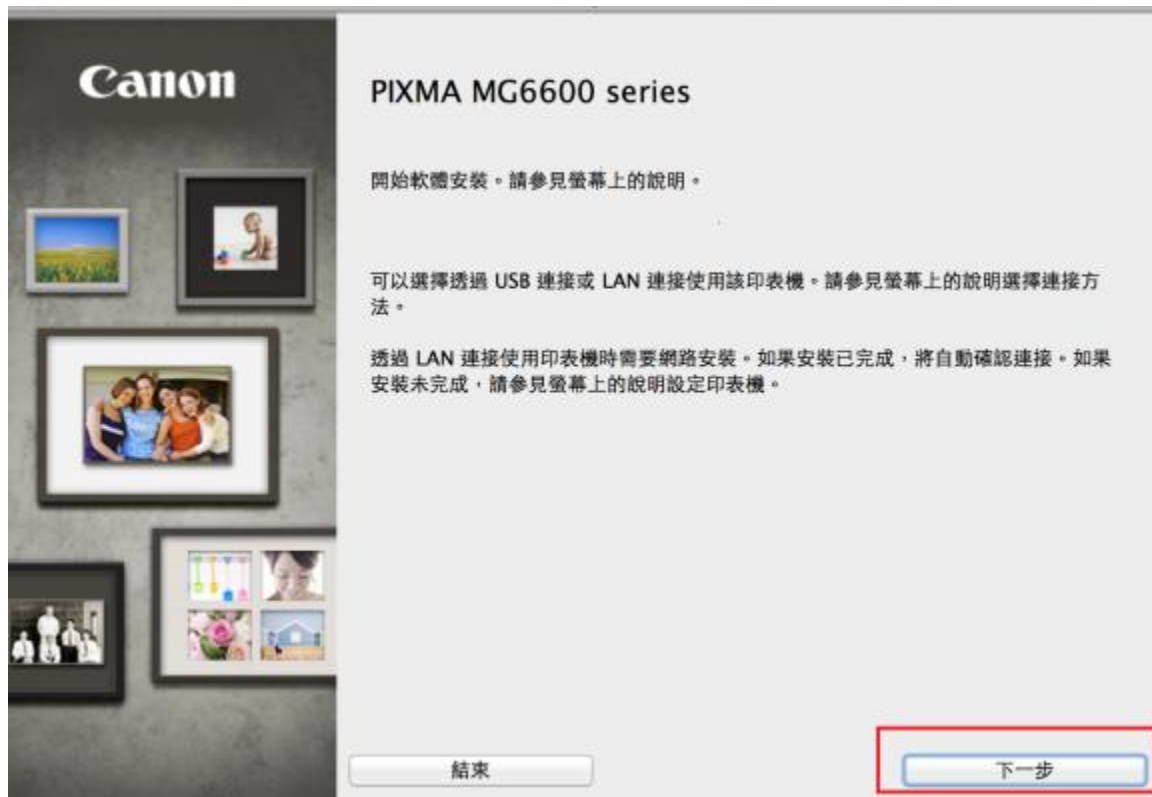 Canon
PIXMA MG6600 series
開始軟體安裝。請參見螢幕上的說明。
可以選擇透過 USB 連接或 LAN 連接使用該印表機。請參見螢幕上的說明選擇連接方
法。
透過 LAN 連接使用印表機時需要網路安裝。如果安裝已完成，將自動確認連接。如果
安裝未完成，請參見螢幕上的說明設定印表機。
結束
下一步